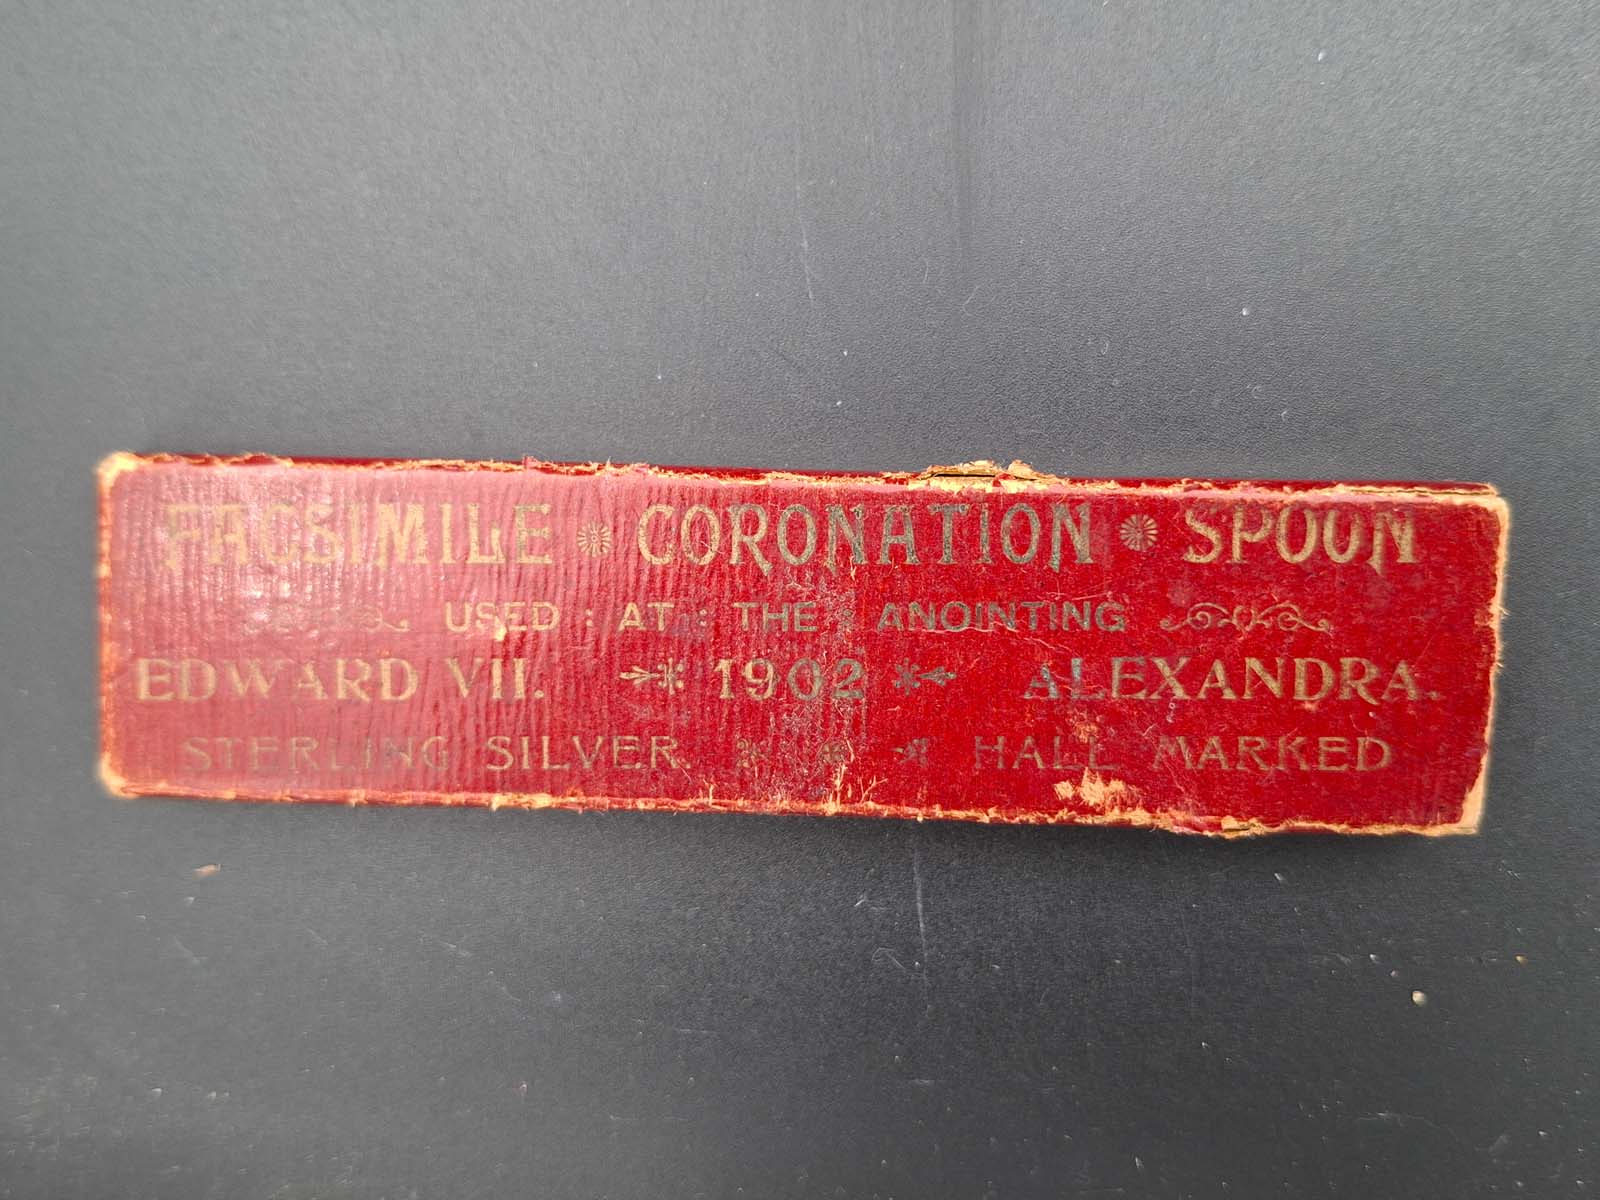 FACSIMILE CORONATION SPOON
USED : AT : THE : ANOINTING
EDWARD VII. 1902 ALEXANDRA.
STERLING SILVER. HALL MARKED